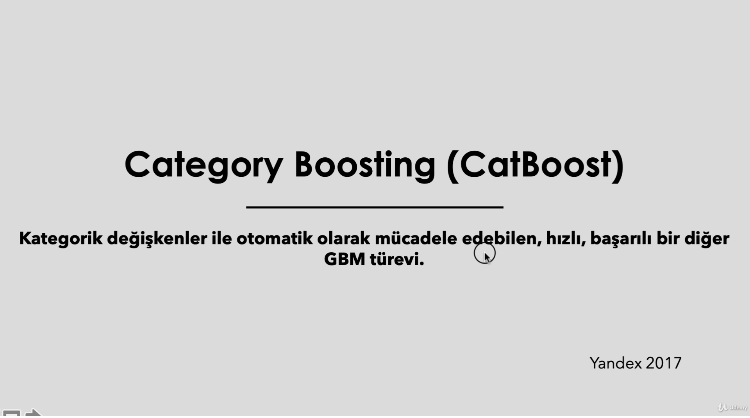 Category Boosting (CatBoost)
Kategorik değişkenler ile otomatik olarak mücadele edebilen, hızlı, başarılı bir diğer
GBM türevi.
Yandex 2017